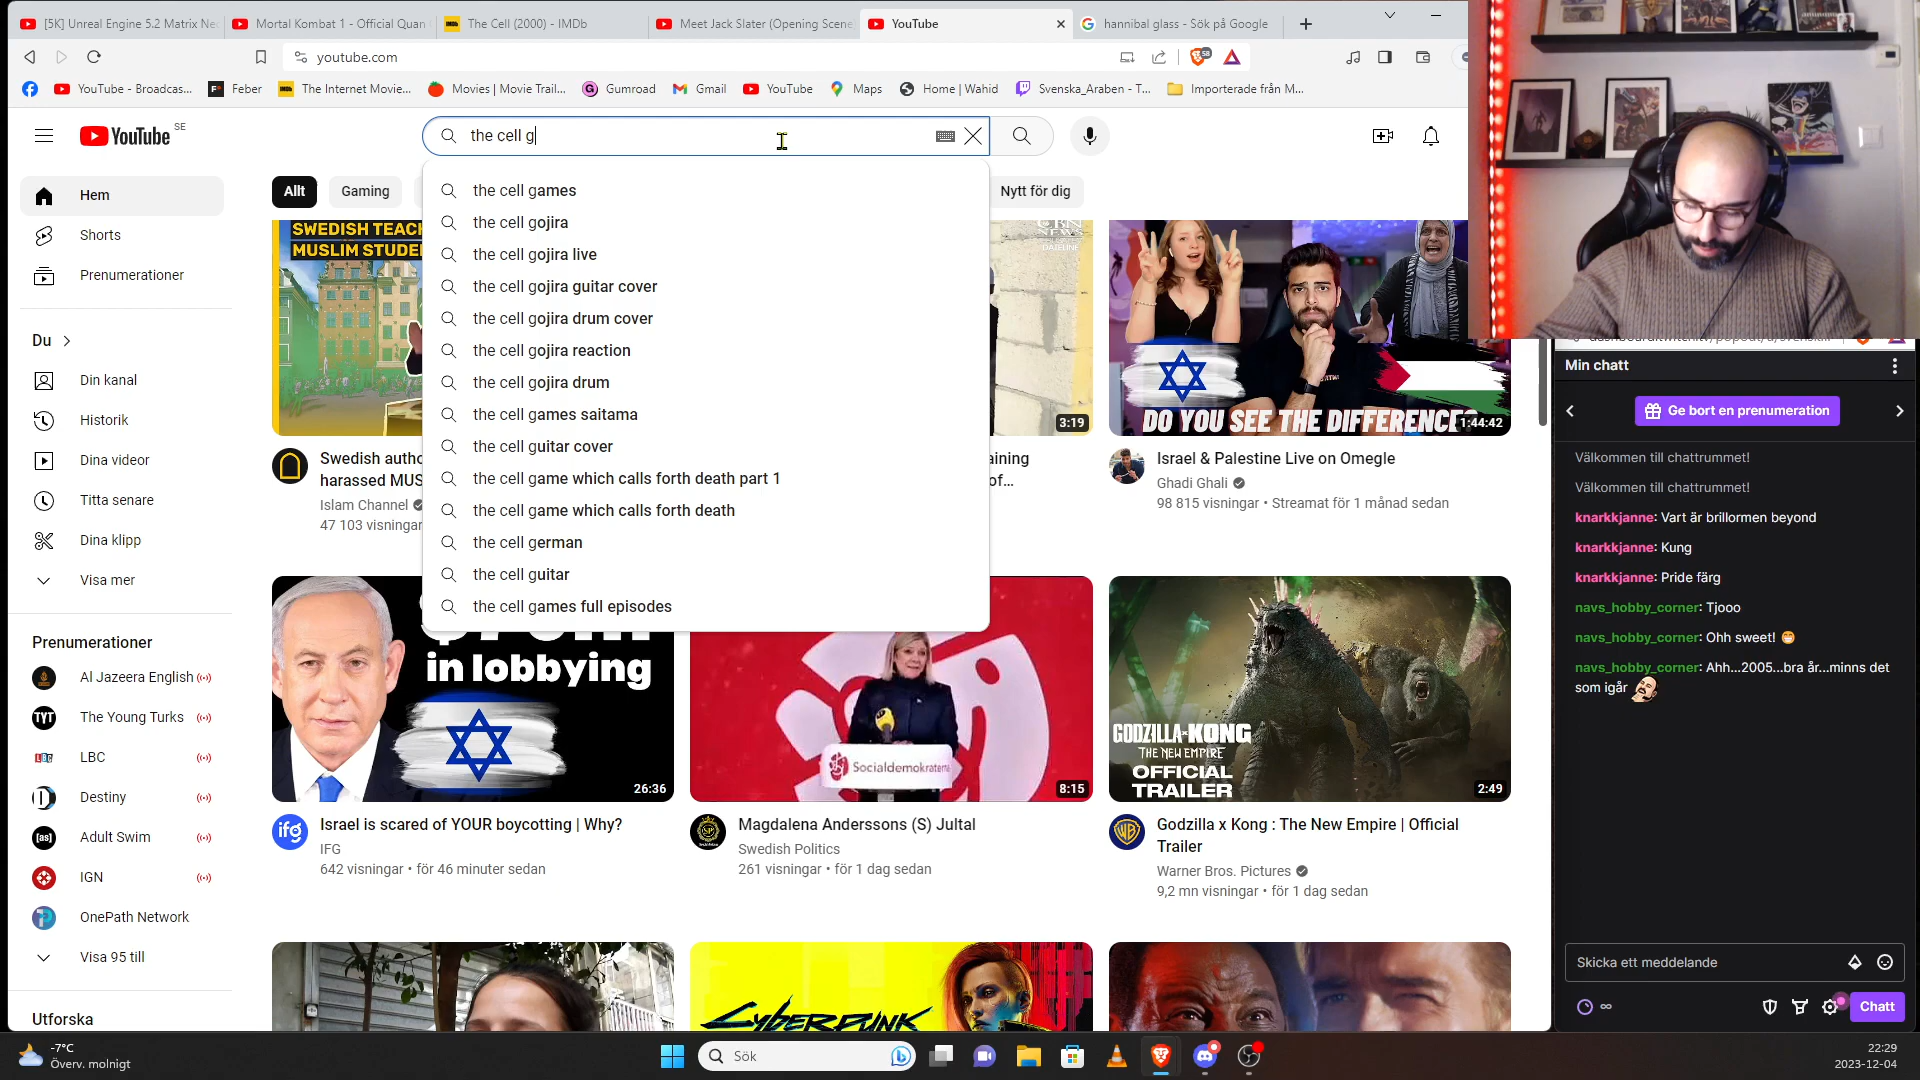 [5K] Unreal Engine 5.2 Matrix Ne
Mortal Kombat 1 - Official Quan
The Cell (2000) - IMDb
Meet Jack Slater (Opening Scene
YouTube
hannibal glass - Sök på Google
youtube.com
58
YouTube - Broadcas...
Feber
The Internet Movie...
Movies | Movie Trail...
Gumroad
Gmail
YouTube
Maps
Home | Wahid
Svenska_Araben - T...
Importerade från M...
YouTube SE
the cell g
Hem
Shorts
Prenumerationer
Du
Din kanal
Historik
Dina videor
Titta senare
Dina klipp
Visa mer
Prenumerationer
Al Jazeera English
TYT The Young Turks
LBC LBC
Destiny
[as] Adult Swim
IGN
OnePath Network
Visa 95 till
Utforska
Allt
Gaming
Nytt för dig
the cell games
the cell gojira
the cell gojira live
the cell gojira guitar cover
the cell gojira drum cover
the cell gojira reaction
the cell gojira drum
the cell games saitama
the cell guitar cover
the cell game which calls forth death part 1
the cell game which calls forth death
the cell german
the cell guitar
the cell games full episodes
SWEDISH TEAC
MUSLIM STUDE
Swedish autho
harassed MUS
Islam Channel
47 103 visningar
CBN
NEWS
DATELINE
3:19
aining
of...
DO YOU SEE THE DIFFERENCE?
1:44:42
Israel & Palestine Live on Omegle
Ghadi Ghali
98 815 visningar • Streamat för 1 månad sedan
in lobbying
26:36
ifg
Israel is scared of YOUR boycotting | Why?
IFG
642 visningar • för 46 minuter sedan
Socialdemokraterna
8:15
SP
Magdalena Anderssons (S) Jultal
Swedish Politics
261 visningar • för 1 dag sedan
GODZILLA x KONG
THE NEW EMPIRE
OFFICIAL
TRAILER
2:49
WB
Godzilla x Kong : The New Empire | Official
Trailer
Warner Bros. Pictures
9,2 mn visningar • för 1 dag sedan
CYBERPUNK
Min chatt
Ge bort en prenumeration
Välkommen till chattrummet!
Välkommen till chattrummet!
knarkkjanne: Vart är brillormen beyond
knarkkjanne: Kung
knarkkjanne: Pride färg
navs_hobby_corner: Tjooo
navs_hobby_corner: Ohh sweet!
navs_hobby_corner: Ahh...2005...bra år...minns det
som igår
Skicka ett meddelande
Chatt
-7°C
Överv. molnigt
Sök
22:29
2023-12-04